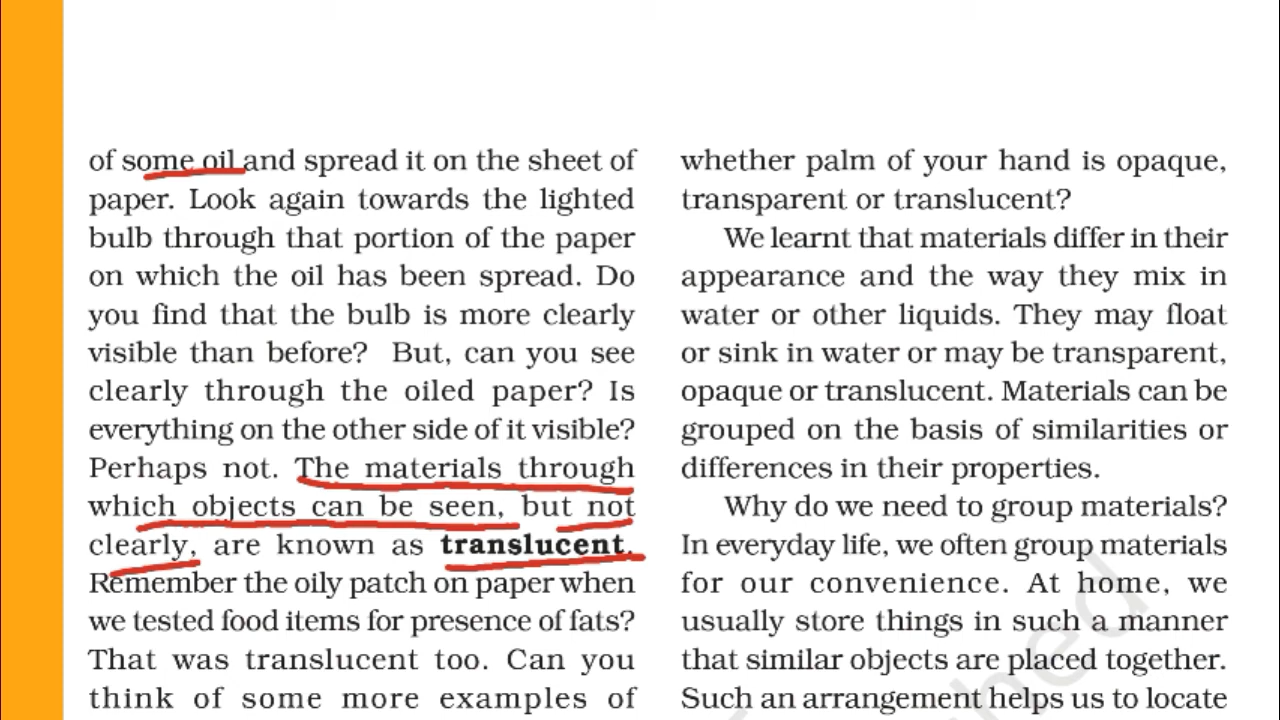 of some oil and spread it on the sheet of
paper. Look again towards the lighted
bulb through that portion of the paper
on which the oil has been spread. Do
you find that the bulb is more clearly
visible than before? But, can you see
clearly through the oiled paper? Is
everything on the other side of it visible?
Perhaps not. The materials through
which objects can be seen, but not
clearly, are known as translucent.
Remember the oily patch on paper when
we tested food items for presence of fats?
That was translucent too. Can you
think of some more examples of
whether palm of your hand is opaque,
transparent or translucent?
We learnt that materials differ in their
appearance and the way they mix in
water or other liquids. They may float
or sink in water or may be transparent,
opaque or translucent. Materials can be
grouped on the basis of similarities or
differences in their properties.
Why do we need to group materials?
In everyday life, we often group materials
for our convenience. At home, we
usually store things in such a manner
that similar objects are placed together.
Such an arrangement helps us to locate